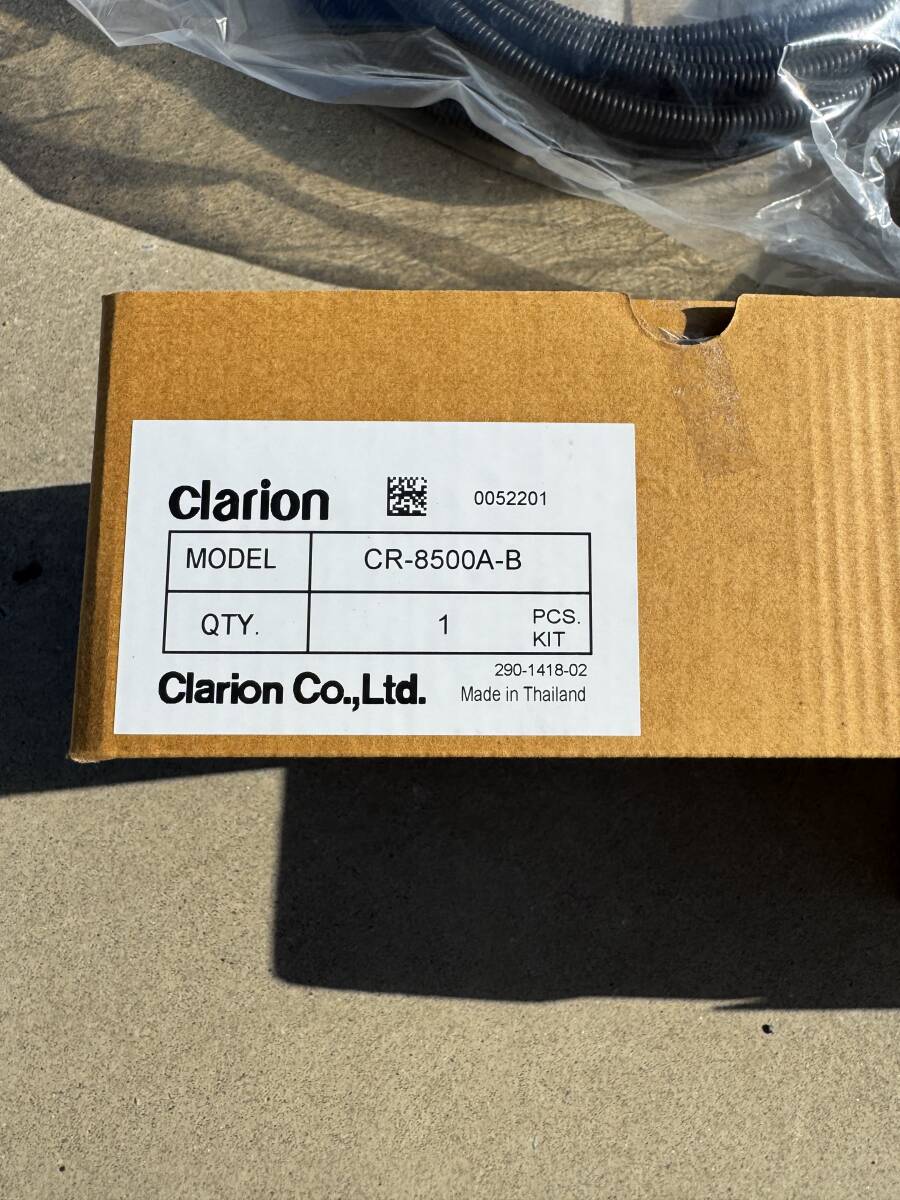 Clarion 0052201
MODEL CR-8500A-B
QTY. 1 PCS.
KIT
290-1418-02
Clarion Co.,Ltd. Made in Thailand